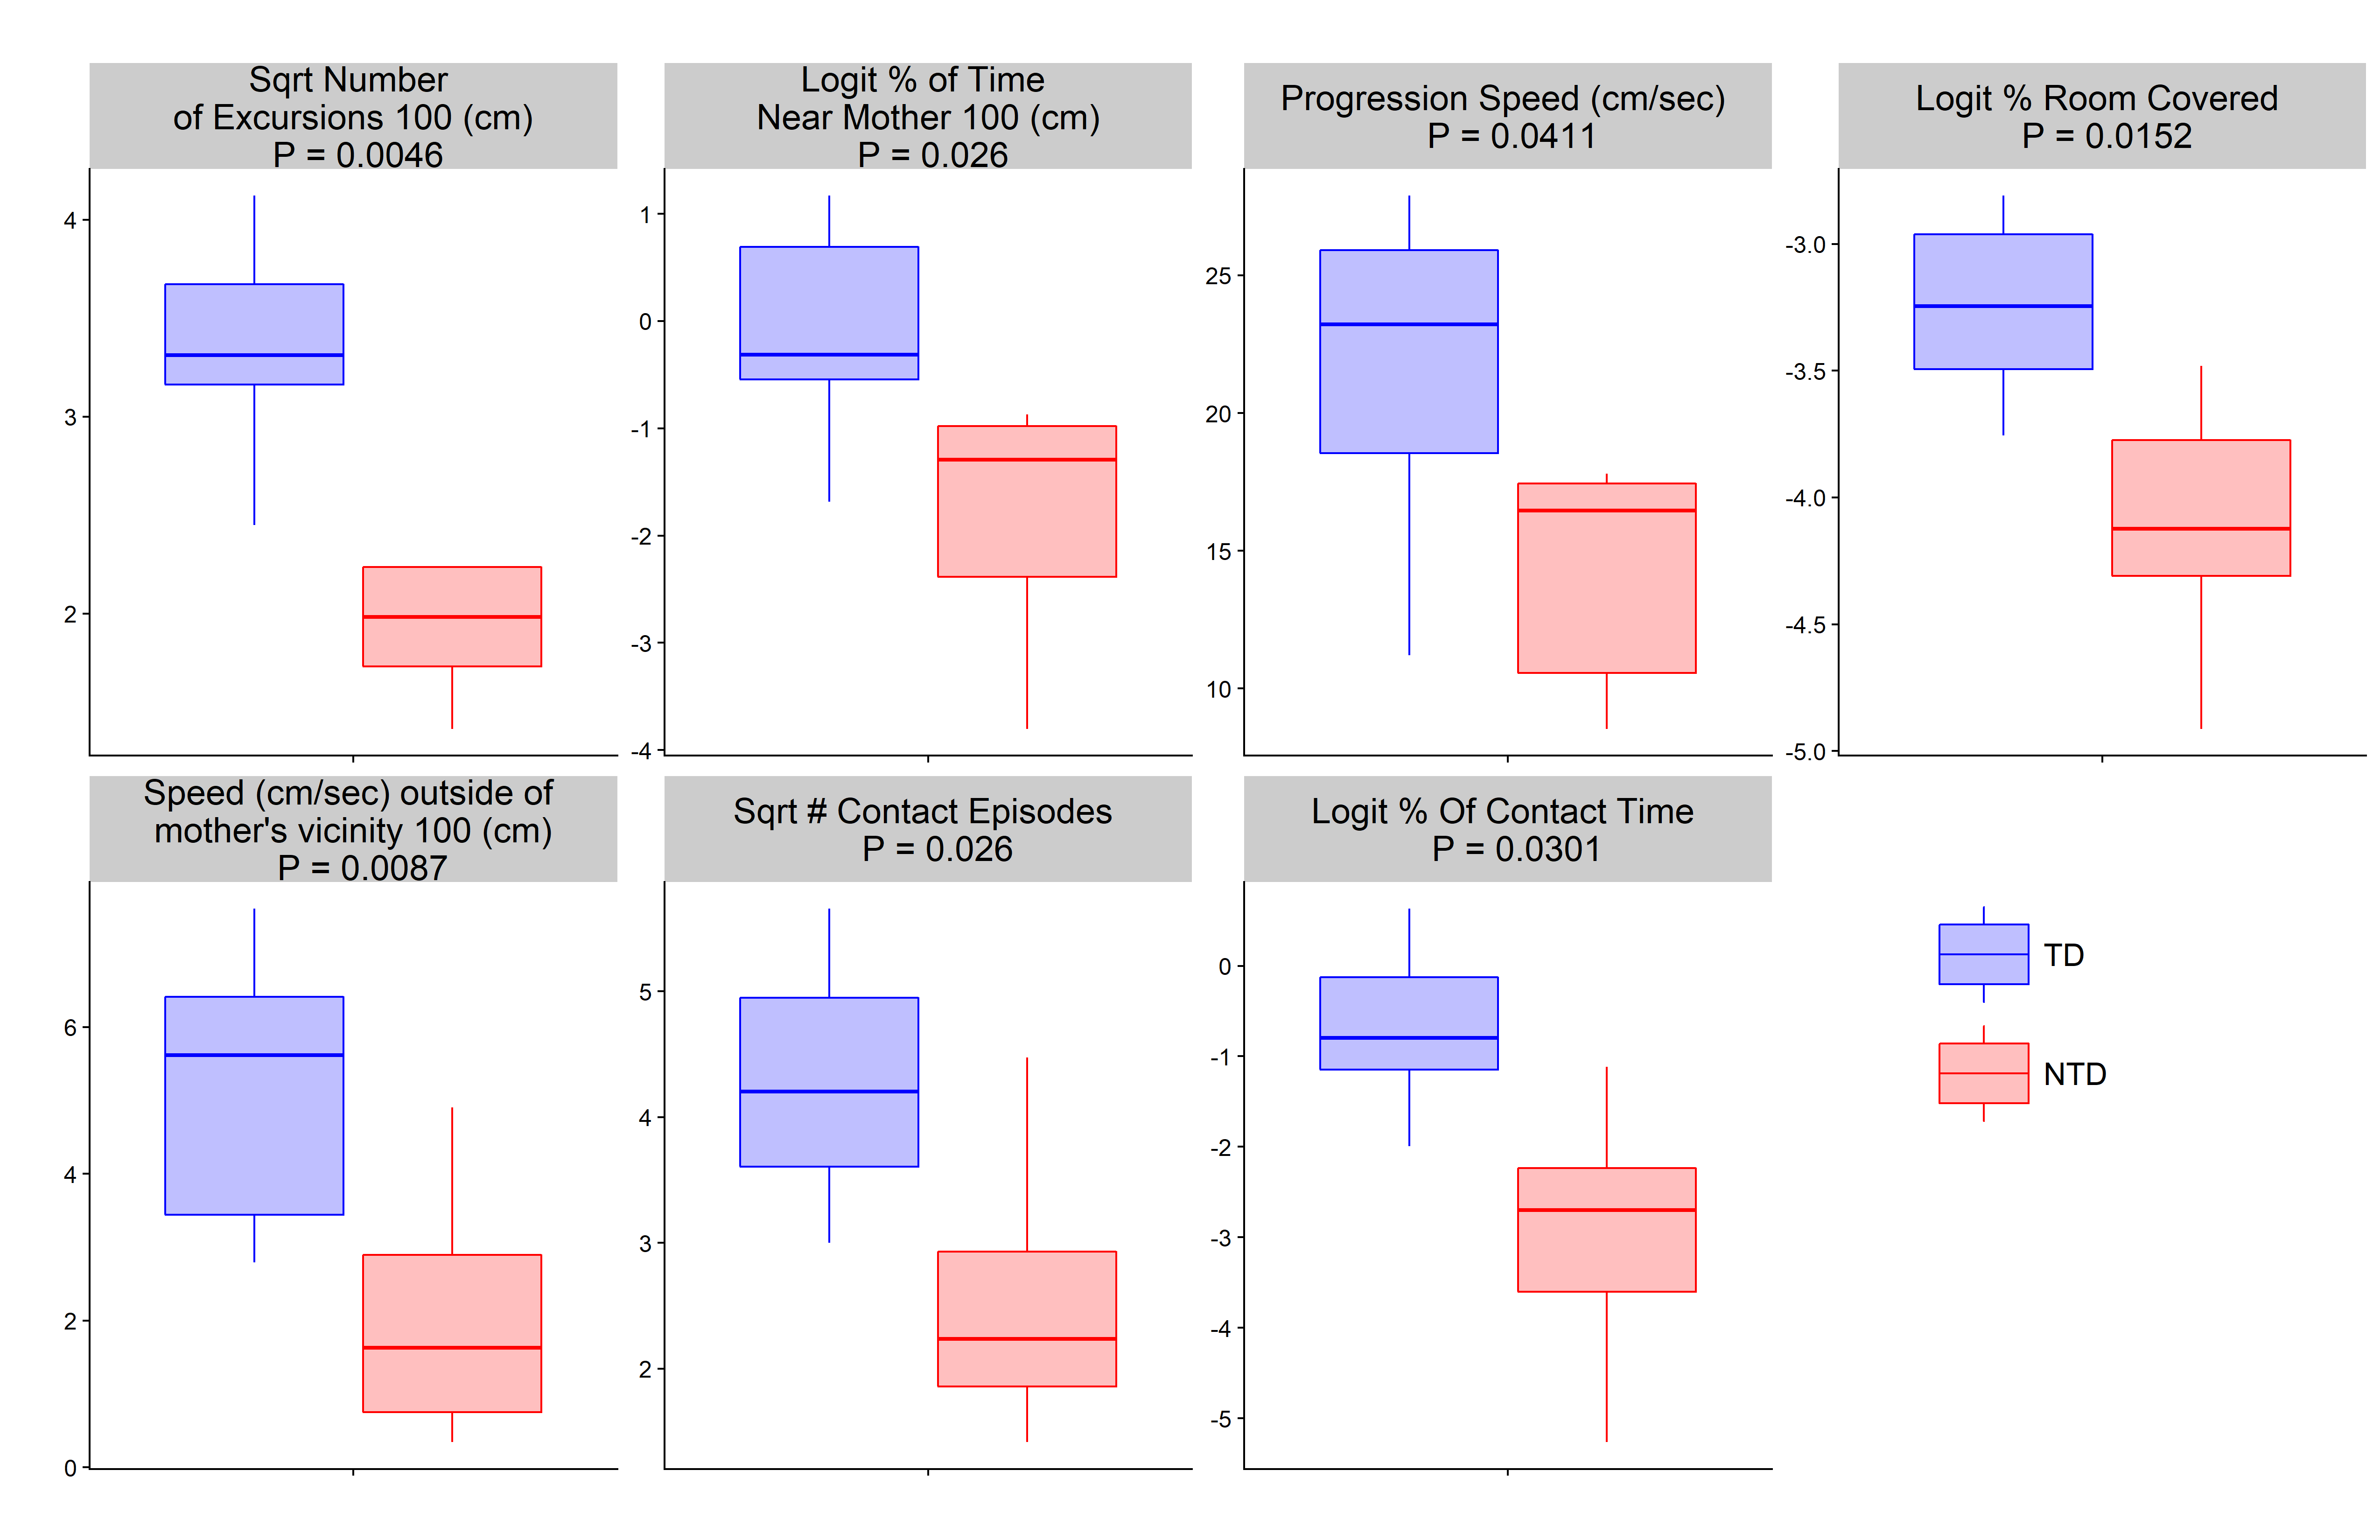 Sqrt Number
of Excursions 100 (cm)
P = 0.0046
Logit % of Time
Near Mother 100 (cm)
P = 0.026
Progression Speed (cm/sec)
P = 0.0411
Logit % Room Covered
P = 0.0152
4
3
2
1
0
-1
-2
-3
-4
25
20
15
10
-3.0
-3.5
-4.0
-4.5
-5.0
Speed (cm/sec) outside of
mother's vicinity 100 (cm)
P = 0.0087
Sqrt # Contact Episodes
P = 0.026
Logit % Of Contact Time
P = 0.0301
6
4
2
0
5
4
3
2
0
-1
-2
-3
-4
-5
TD
NTD